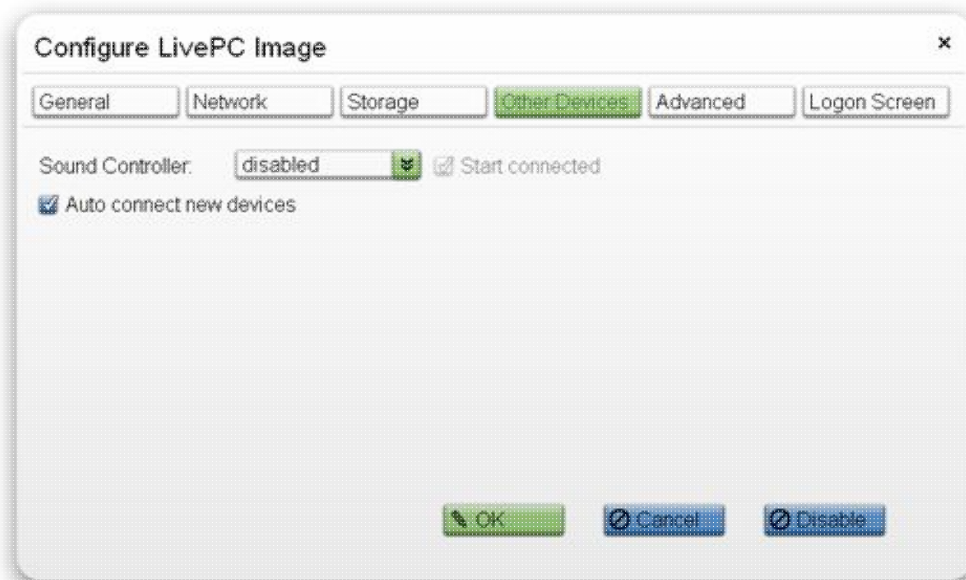 Configure LivePC Image
General Network Storage Other Devices Advanced Logon Screen
Sound Controller: disabled Start connected
Auto connect new devices
OK Cancel Disable